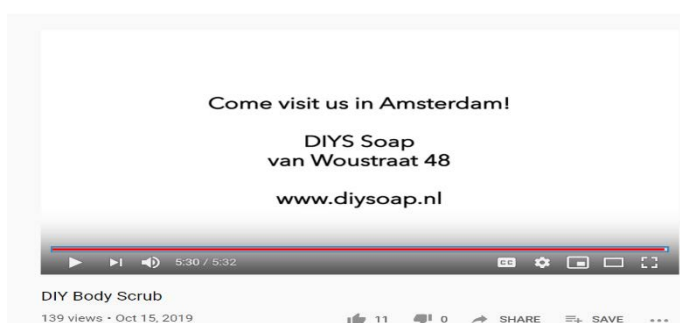 Come visit us in Amsterdam!
DIYS Soap
van Woustraat 48
www.diysoap.nl
5:30 / 5:32
CC
DIY Body Scrub
139 views • Oct 15, 2019
11
0
SHARE
SAVE